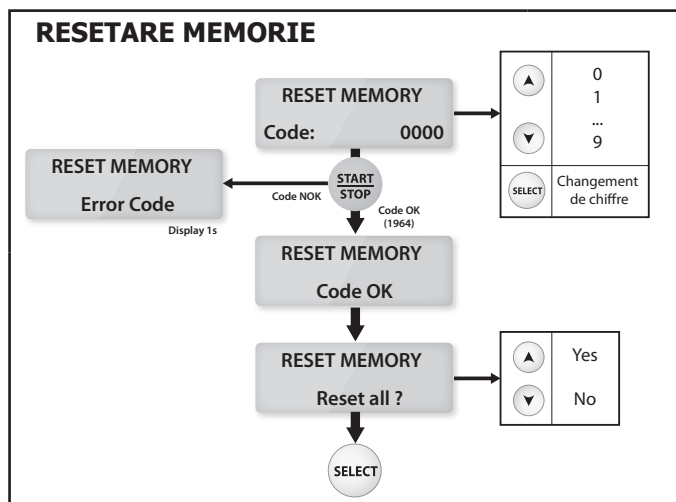 RESETARE MEMORIE
RESET MEMORY
Code: 0000
0
1
...
9
SELECT
Changement
de chiffre
START
STOP
Code NOK
RESET MEMORY
Error Code
Display 1s
Code OK
(1964)
RESET MEMORY
Code OK
RESET MEMORY
Reset all ?
Yes
No
SELECT